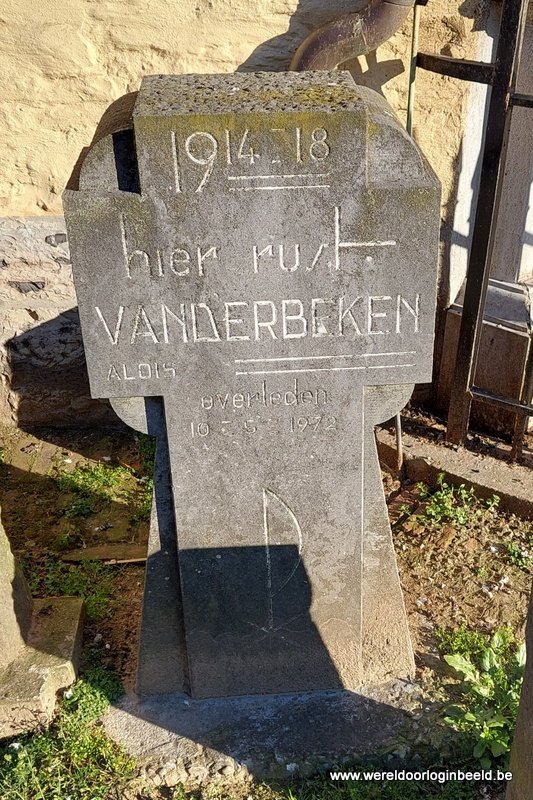 1914-18
hier rust
VANDERBEKEN
ALOIS
overleden
10-5-1972
www.wereldoorloginbeeld.be